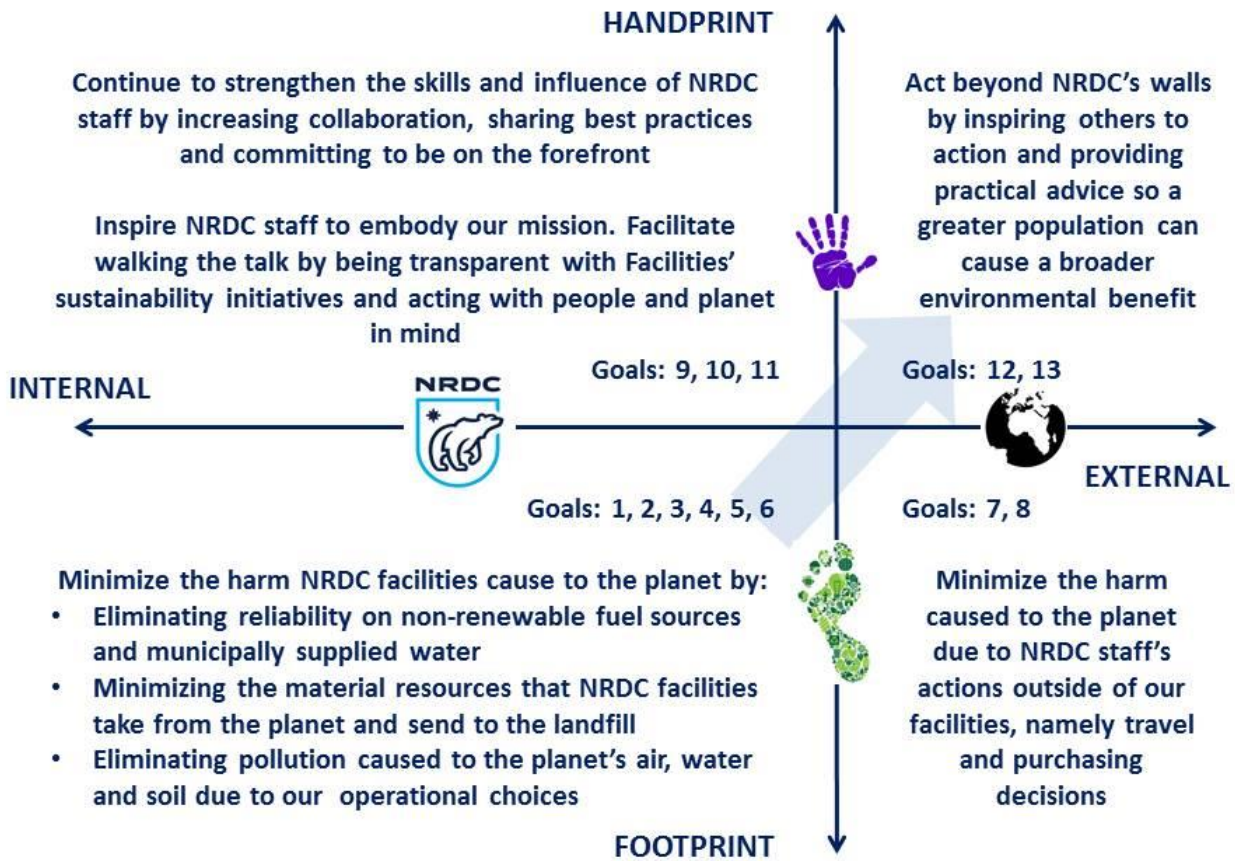 HANDPRINT
Continue to strengthen the skills and influence of NRDC
staff by increasing collaboration, sharing best practices
and committing to be on the forefront
Inspire NRDC staff to embody our mission. Facilitate
walking the talk by being transparent with Facilities’
sustainability initiatives and acting with people and planet
in mind
Goals: 9, 10, 11
Act beyond NRDC’s walls
by inspiring others to
action and providing
practical advice so a
greater population can
cause a broader
environmental benefit
Goals: 12, 13
INTERNAL
NRDC
EXTERNAL
Goals: 1, 2, 3, 4, 5, 6
Minimize the harm NRDC facilities cause to the planet by:
• Eliminating reliability on non-renewable fuel sources
and municipally supplied water
• Minimizing the material resources that NRDC facilities
take from the planet and send to the landfill
• Eliminating pollution caused to the planet’s air, water
and soil due to our operational choices
Goals: 7, 8
Minimize the harm
caused to the planet
due to NRDC staff’s
actions outside of our
facilities, namely travel
and purchasing
decisions
FOOTPRINT